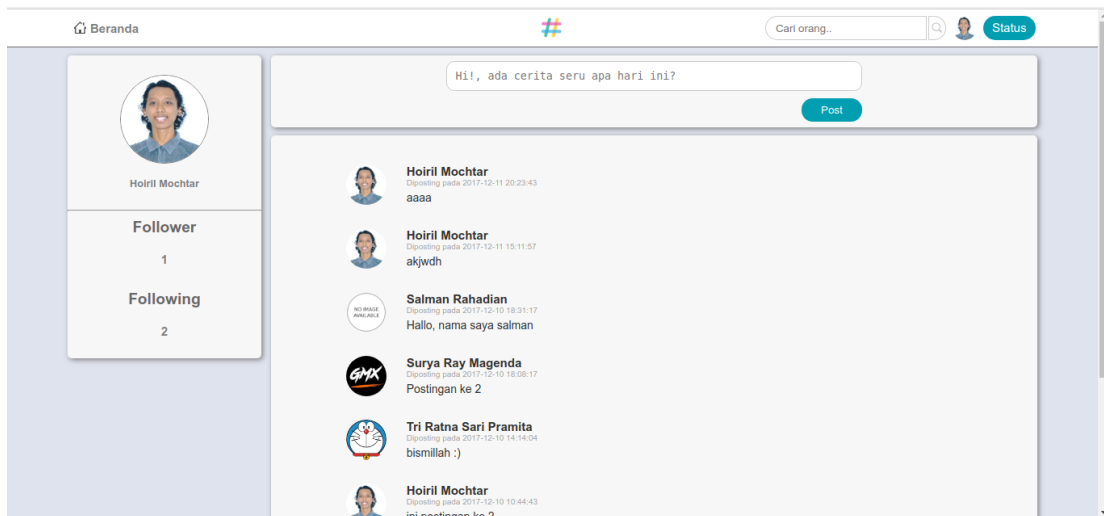 Beranda
Cari orang..
Status
Hoiril Mochtar
Follower
1
Following
2
Hi!, ada cerita seru apa hari ini?
Post
Hoiril Mochtar
Diposting pada 2017-12-11 20:23:43
aaaa
Hoiril Mochtar
Diposting pada 2017-12-11 15:11:57
akjwdh
NO IMAGE
AVAILABLE
Salman Rahadian
Diposting pada 2017-12-10 18:31:17
Hallo, nama saya salman
GMX
Surya Ray Magenda
Diposting pada 2017-12-10 18:08:17
Postingan ke 2
Tri Ratna Sari Pramita
Diposting pada 2017-12-10 14:14:04
bismillah :)
Hoiril Mochtar
Diposting pada 2017-12-10 10:44:43
ini postingan ke 2